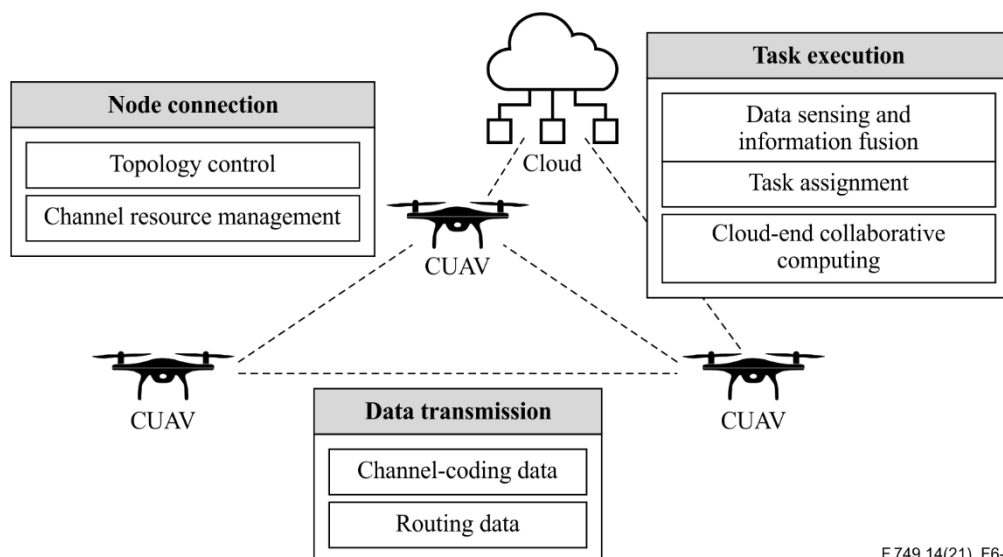 Node connection
Topology control
Channel resource management
Cloud
Task execution
Data sensing and
information fusion
Task assignment
Cloud-end collaborative
computing
CUAV
CUAV
CUAV
Data transmission
Channel-coding data
Routing data